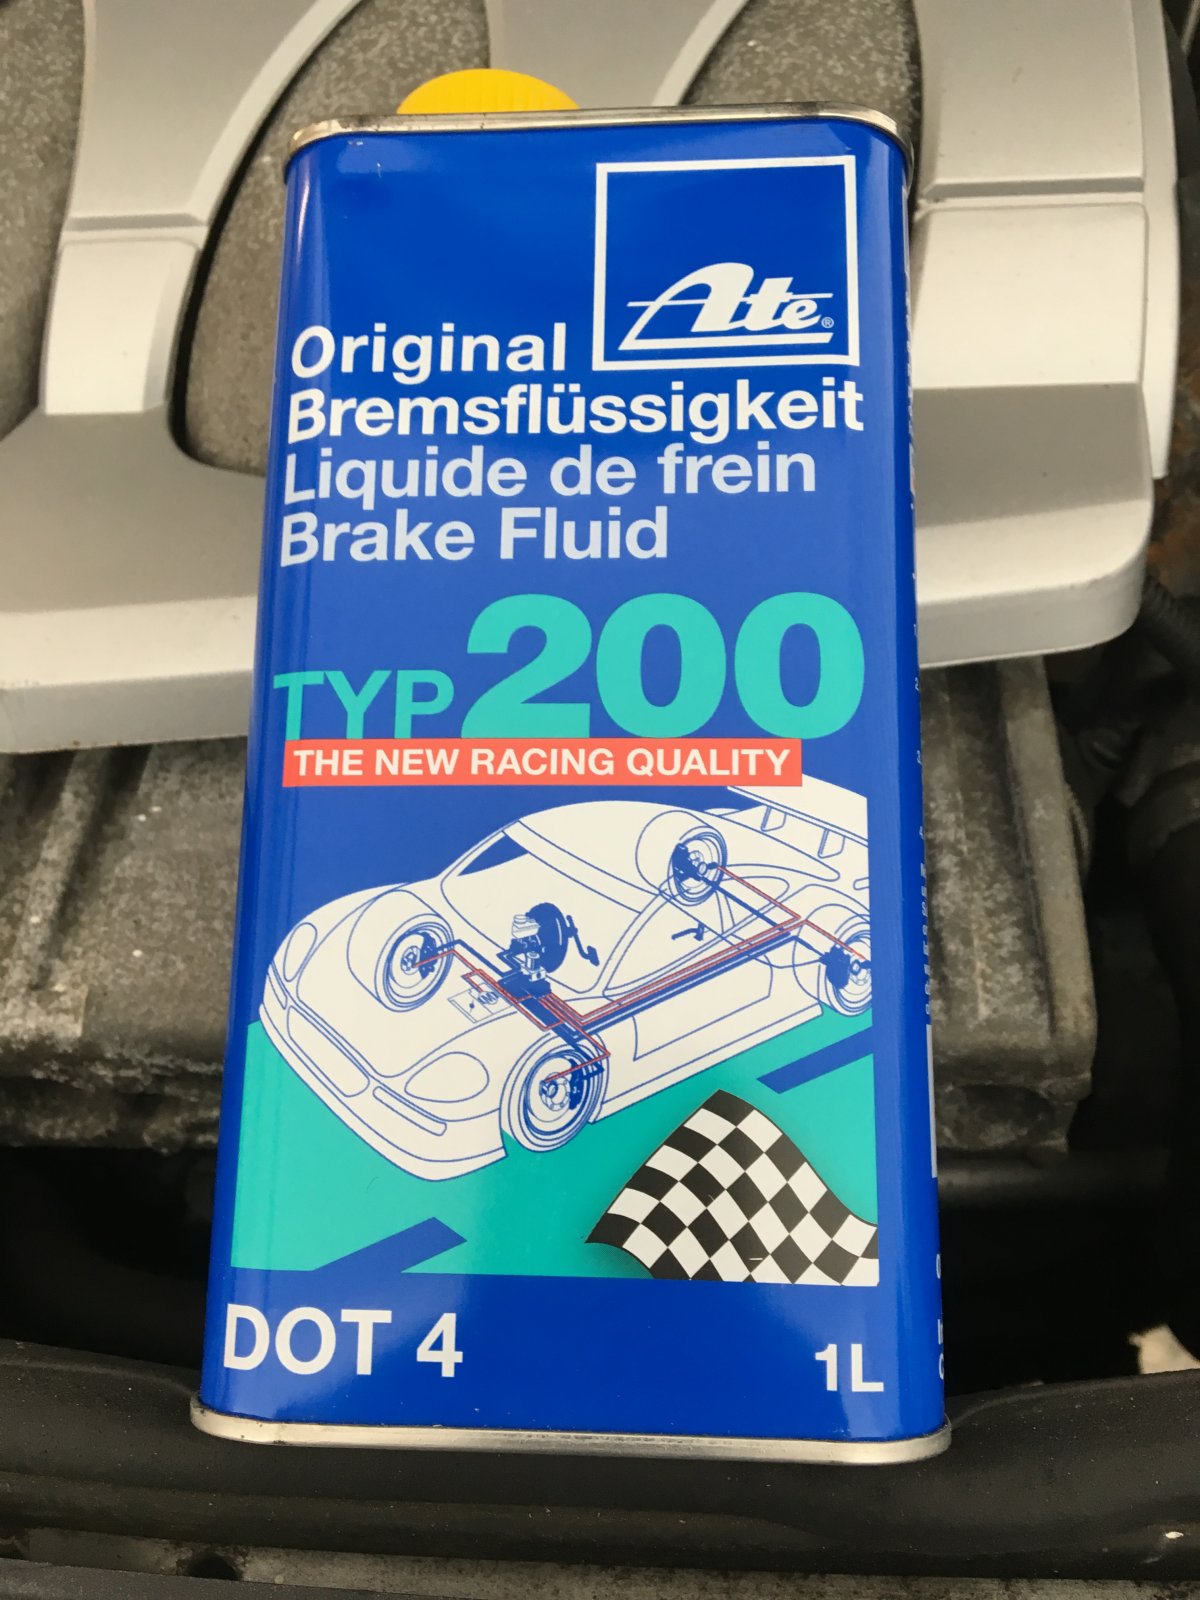 Ate®
Original
Bremsflüssigkeit
Liquide de frein
Brake Fluid
TYP 200
THE NEW RACING QUALITY
DOT 4
1L